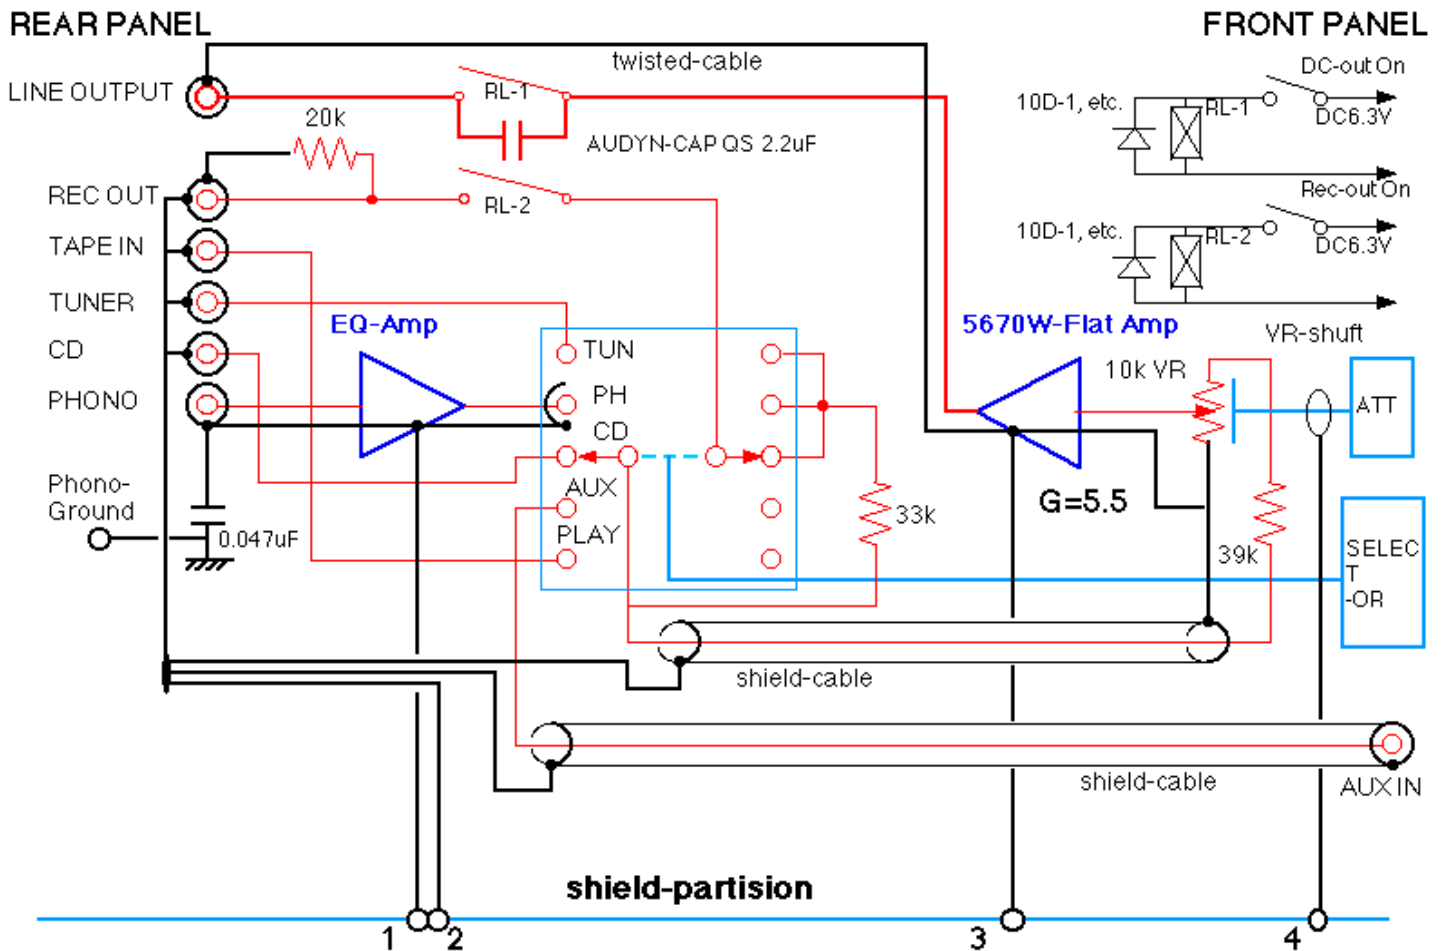 REAR PANEL
FRONT PANEL
twisted-cable
DC-out On
LINE OUTPUT
RL-1
10D-1, etc.
RL-1
DC6.3V
20k
AUDYN-CAP QS 2.2uF
REC OUT
RL-2
Rec-out On
TAPE IN
10D-1, etc.
RL-2
DC6.3V
TUNER
EQ-Amp
5670W-Flat Amp
VR-shuft
CD
TUN
10k VR
PHONO
PH
ATT
CD
Phono-
Ground
AUX
G=5.5
33k
PLAY
0.047uF
39k
SELEC
T
-OR
shield-cable
shield-cable
AUX IN
shield-partision
1
2
3
4